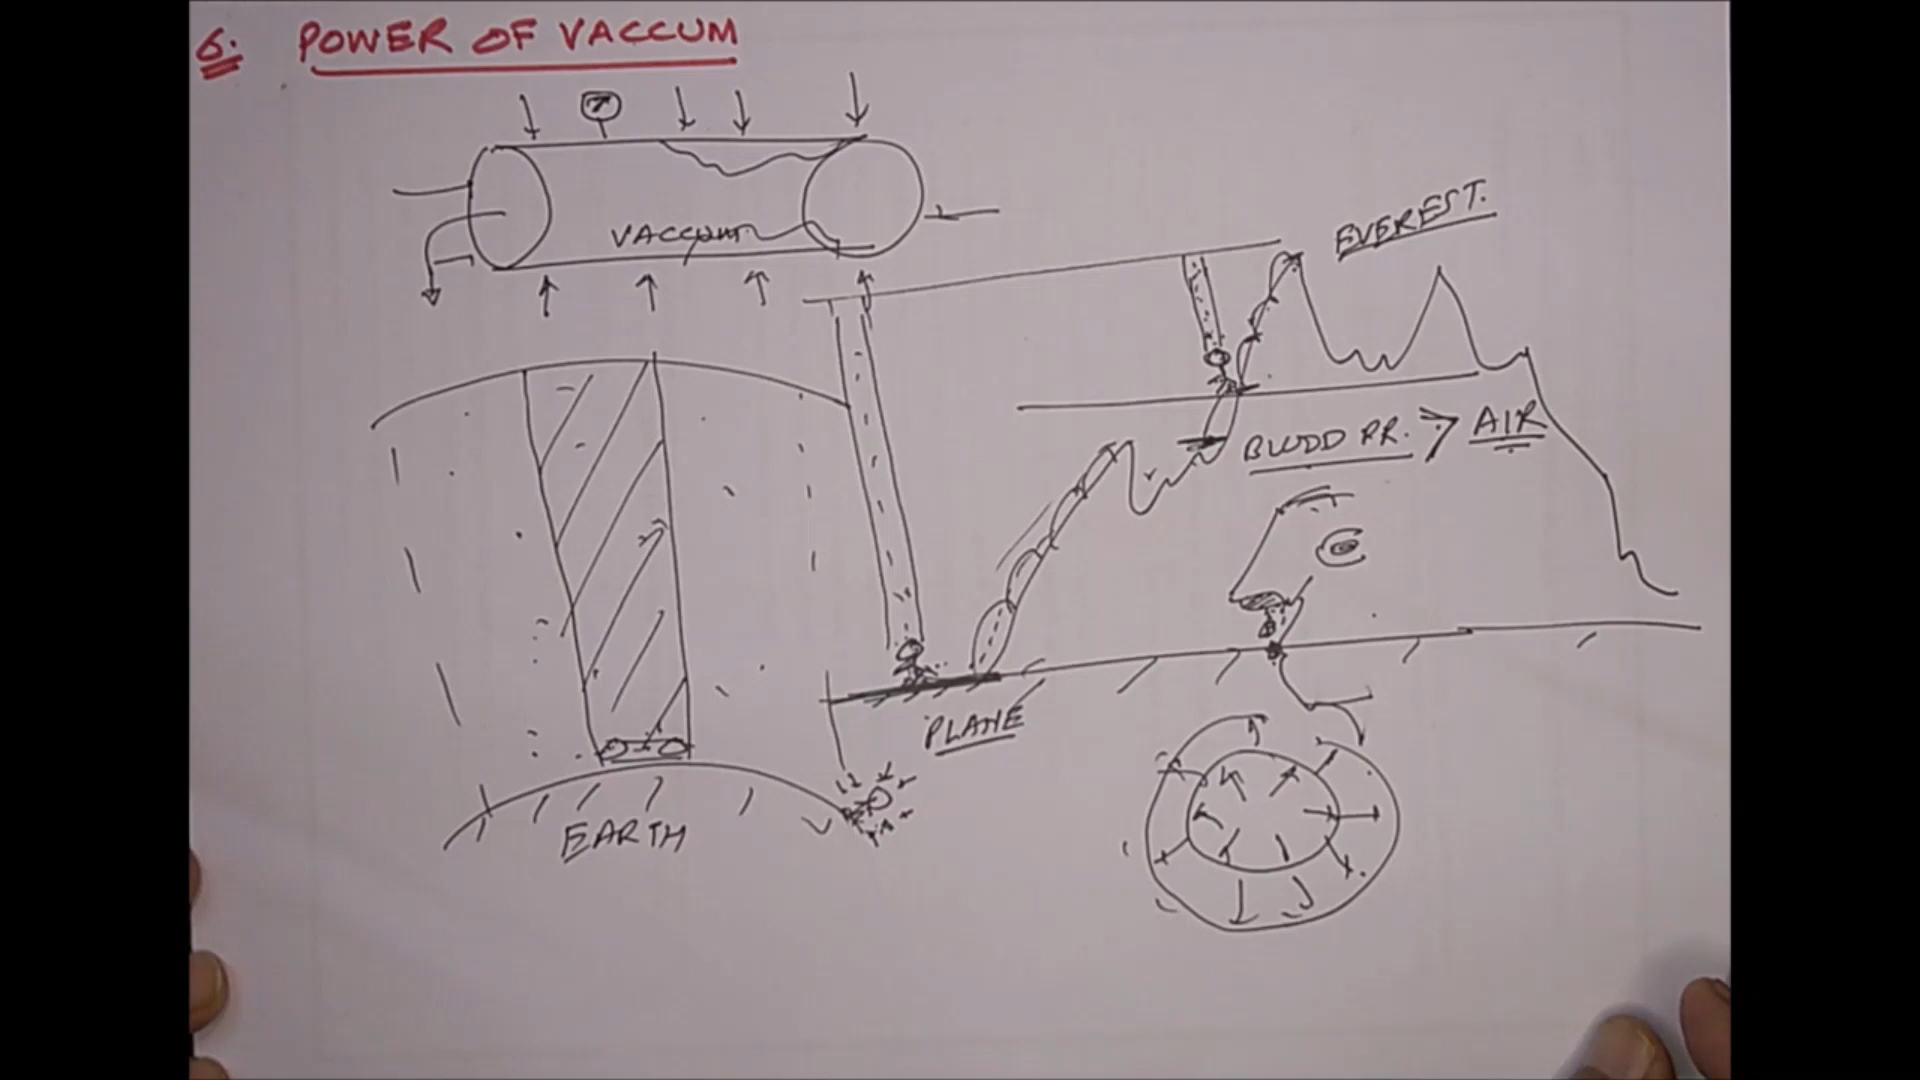 6. POWER OF VACCUM
VACCUM
EVEREST.
BLOOD PR. > AIR
PLANE
EARTH